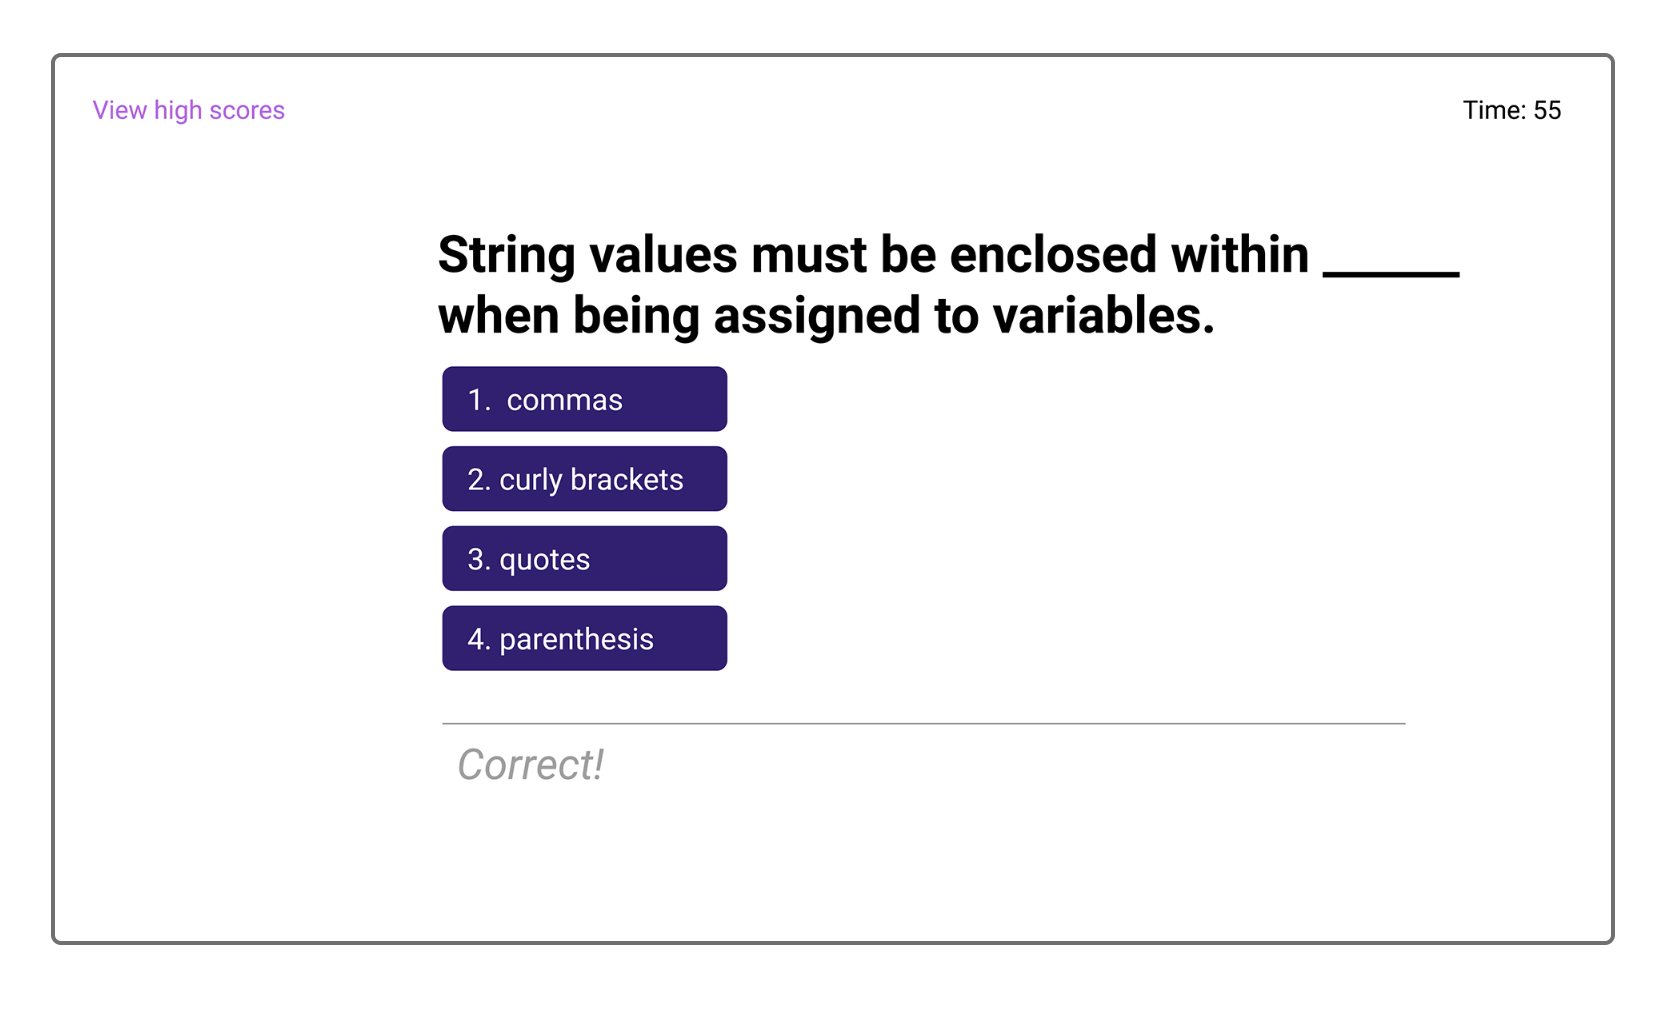 View high scores
Time: 55
String values must be enclosed within ______
when being assigned to variables.
1. commas
2. curly brackets
3. quotes
4. parenthesis
Correct!